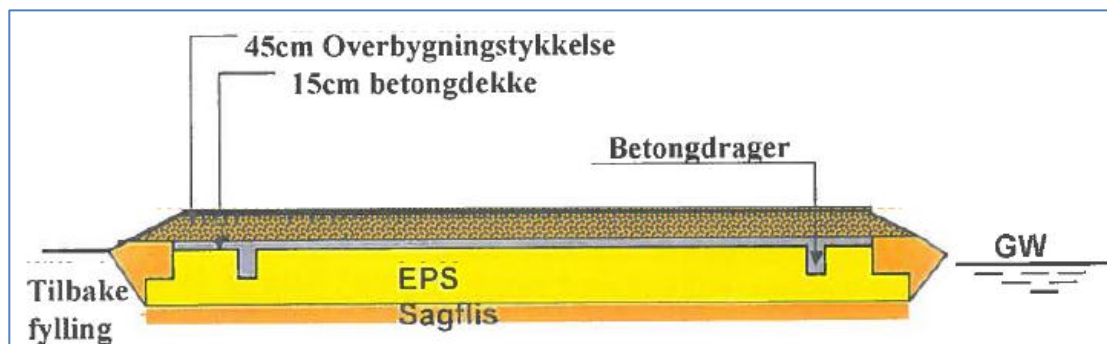 45cm Overbygningstykkelse
15cm betongdekke
Betongdrager
GW
EPS
Tilbake
Sagflis
fylling